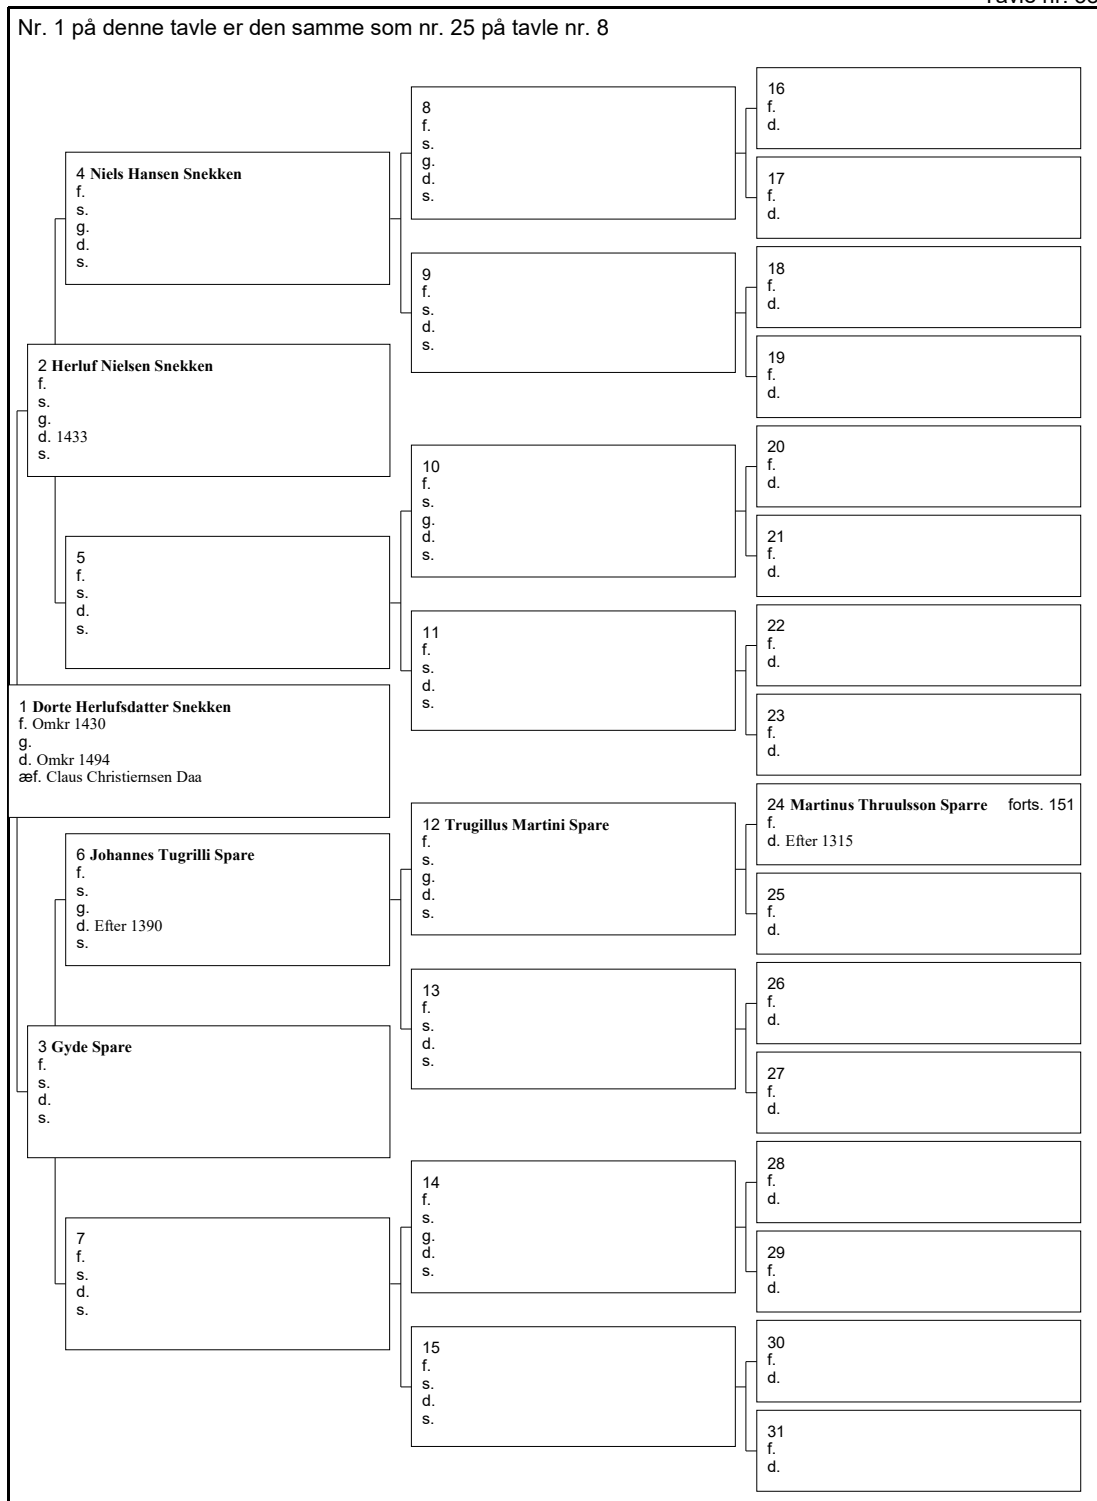 Nr. 1 på denne tavle er den samme som nr. 25 på tavle nr. 8
4 Niels Hansen Snekken
f.
s.
g.
d.
s.
2 Herluf Nielsen Snekken
f.
s.
g.
d. 1433
s.
5
f.
s.
d.
s.
1 Dorte Herlufsdatter Snekken
f. Omkr 1430
g.
d. Omkr 1494
æf. Claus Christiernsen Daa
6 Johannes Tugrilli Spare
f.
s.
g.
d. Efter 1390
s.
3 Gyde Spare
f.
s.
d.
s.
7
f.
s.
d.
s.
8
f.
s.
g.
d.
s.
9
f.
s.
d.
s.
10
f.
s.
g.
d.
s.
11
f.
s.
d.
s.
12 Trugillus Martini Spare
f.
s.
g.
d.
s.
13
f.
s.
d.
s.
14
f.
s.
g.
d.
s.
15
f.
s.
d.
s.
16
f.
d.
17
f.
d.
18
f.
d.
19
f.
d.
20
f.
d.
21
f.
d.
22
f.
d.
23
f.
d.
24 Martinus Thruulsson Sparre forts. 151
f.
d. Efter 1315
25
f.
d.
26
f.
d.
27
f.
d.
28
f.
d.
29
f.
d.
30
f.
d.
31
f.
d.